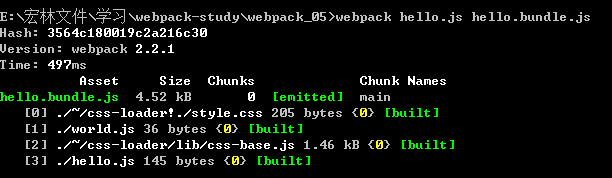 E:\宏林文件\学习\webpack-study\webpack_05>webpack hello.js hello.bundle.js
Hash: 3564c180019c2a216c30
Version: webpack 2.2.1
Time: 497ms
Asset Size Chunks Chunk Names
hello.bundle.js 4.52 kB 0 [emitted] main
[0] ./~/css-loader!./style.css 205 bytes {0} [built]
[1] ./world.js 36 bytes {0} [built]
[2] ./~/css-loader/lib/css-base.js 1.46 kB {0} [built]
[3] ./hello.js 145 bytes {0} [built]